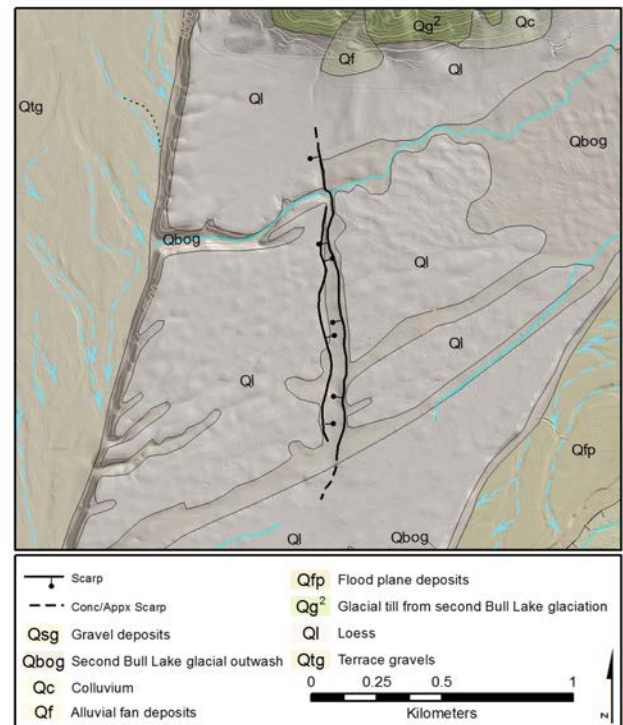 Qg²
Qc
Qf
Ql
Ql
Qtg
Qbog
Qbog
Ql
Ql
Ql
Qfp
Ql
Qbog
Scarp
Conc/Appx Scarp
Qsg Gravel deposits
Qbog Second Bull Lake glacial outwash
Qc Colluvium
Qf Alluvial fan deposits
Qfp Flood plane deposits
Qg² Glacial till from second Bull Lake glaciation
Ql Loess
Qtg Terrace gravels
0 0.25 0.5 1
Kilometers
N